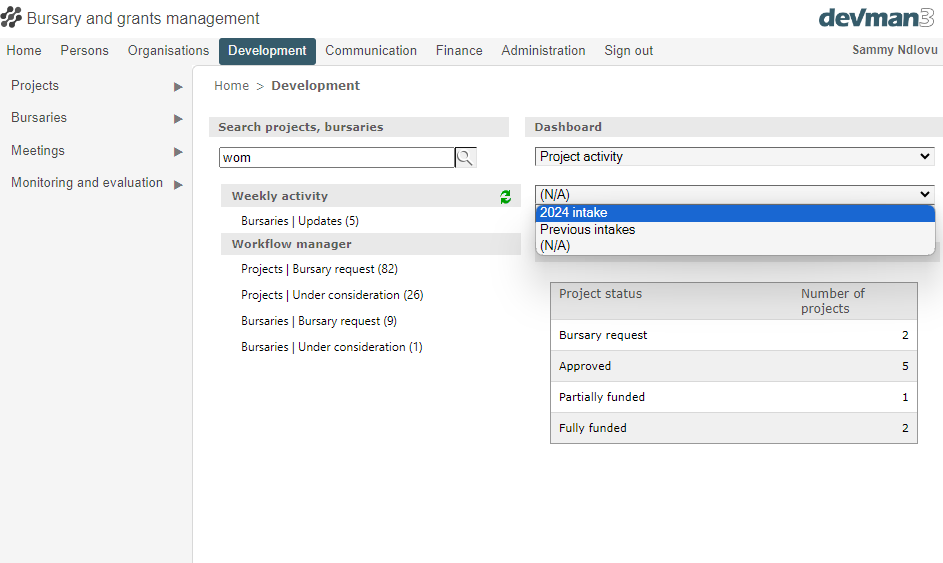 Bursary and grants management
devman3
Home Persons Organisations Development Communication Finance Administration Sign out
Sammy Ndlovu
Projects
Bursaries
Meetings
Monitoring and evaluation
Home > Development
Search projects, bursaries
wom
Weekly activity
Bursaries | Updates (5)
Workflow manager
Projects | Bursary request (82)
Projects | Under consideration (26)
Bursaries | Bursary request (9)
Bursaries | Under consideration (1)
Dashboard
Project activity
(N/A)
2024 intake
Previous intakes
(N/A)
Project status Number of
projects
Bursary request 2
Approved 5
Partially funded 1
Fully funded 2